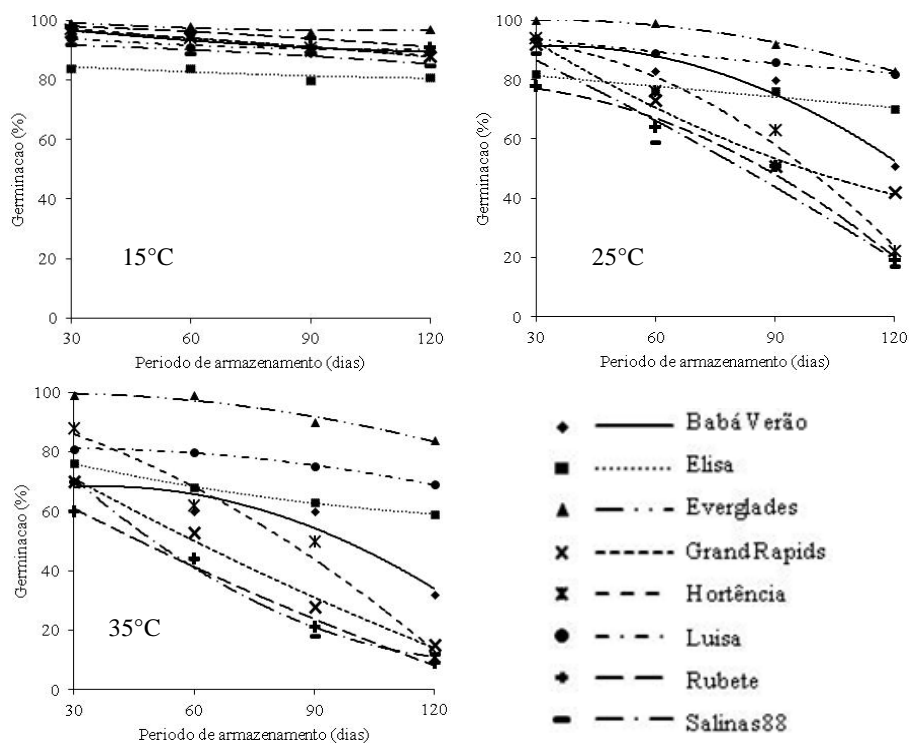 100
80
60
40
20
0
Germinacao (%)
15°C
30 60 90 120
Periodo de armazenamento (dias)
100
80
60
40
20
0
Germinacao (%)
25°C
30 60 90 120
Periodo de armazenamento (dias)
100
80
60
40
20
0
Germinacao (%)
35°C
30 60 90 120
Periodo de armazenamento (dias)
Babá Verão
Elisa
Everglades
Grand Rapids
Hortência
Luisa
Rubete
Salinas88